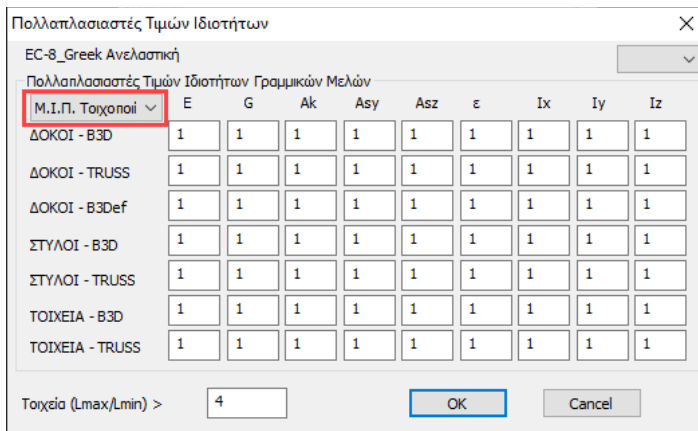 Πολλαπλασιαστές Τιμών Ιδιοτήτων
EC-8_Greek Ανελαστική
Πολλαπλασιαστές Τιμών Ιδιοτήτων Γραμμικών Μελών
Μ.Ι.Π. Τοιχοποιί E G Ak Asy Asz ε Ix Iy Iz
ΔΟΚΟΙ - B3D 1 1 1 1 1 1 1 1 1
ΔΟΚΟΙ - TRUSS 1 1 1 1 1 1 1 1 1
ΔΟΚΟΙ - B3Def 1 1 1 1 1 1 1 1 1
ΣΤΥΛΟΙ - B3D 1 1 1 1 1 1 1 1 1
ΣΤΥΛΟΙ - TRUSS 1 1 1 1 1 1 1 1 1
ΤΟΙΧΕΙΑ - B3D 1 1 1 1 1 1 1 1 1
ΤΟΙΧΕΙΑ - TRUSS 1 1 1 1 1 1 1 1 1
Τοιχεία (Lmax/Lmin) > 4 OK Cancel